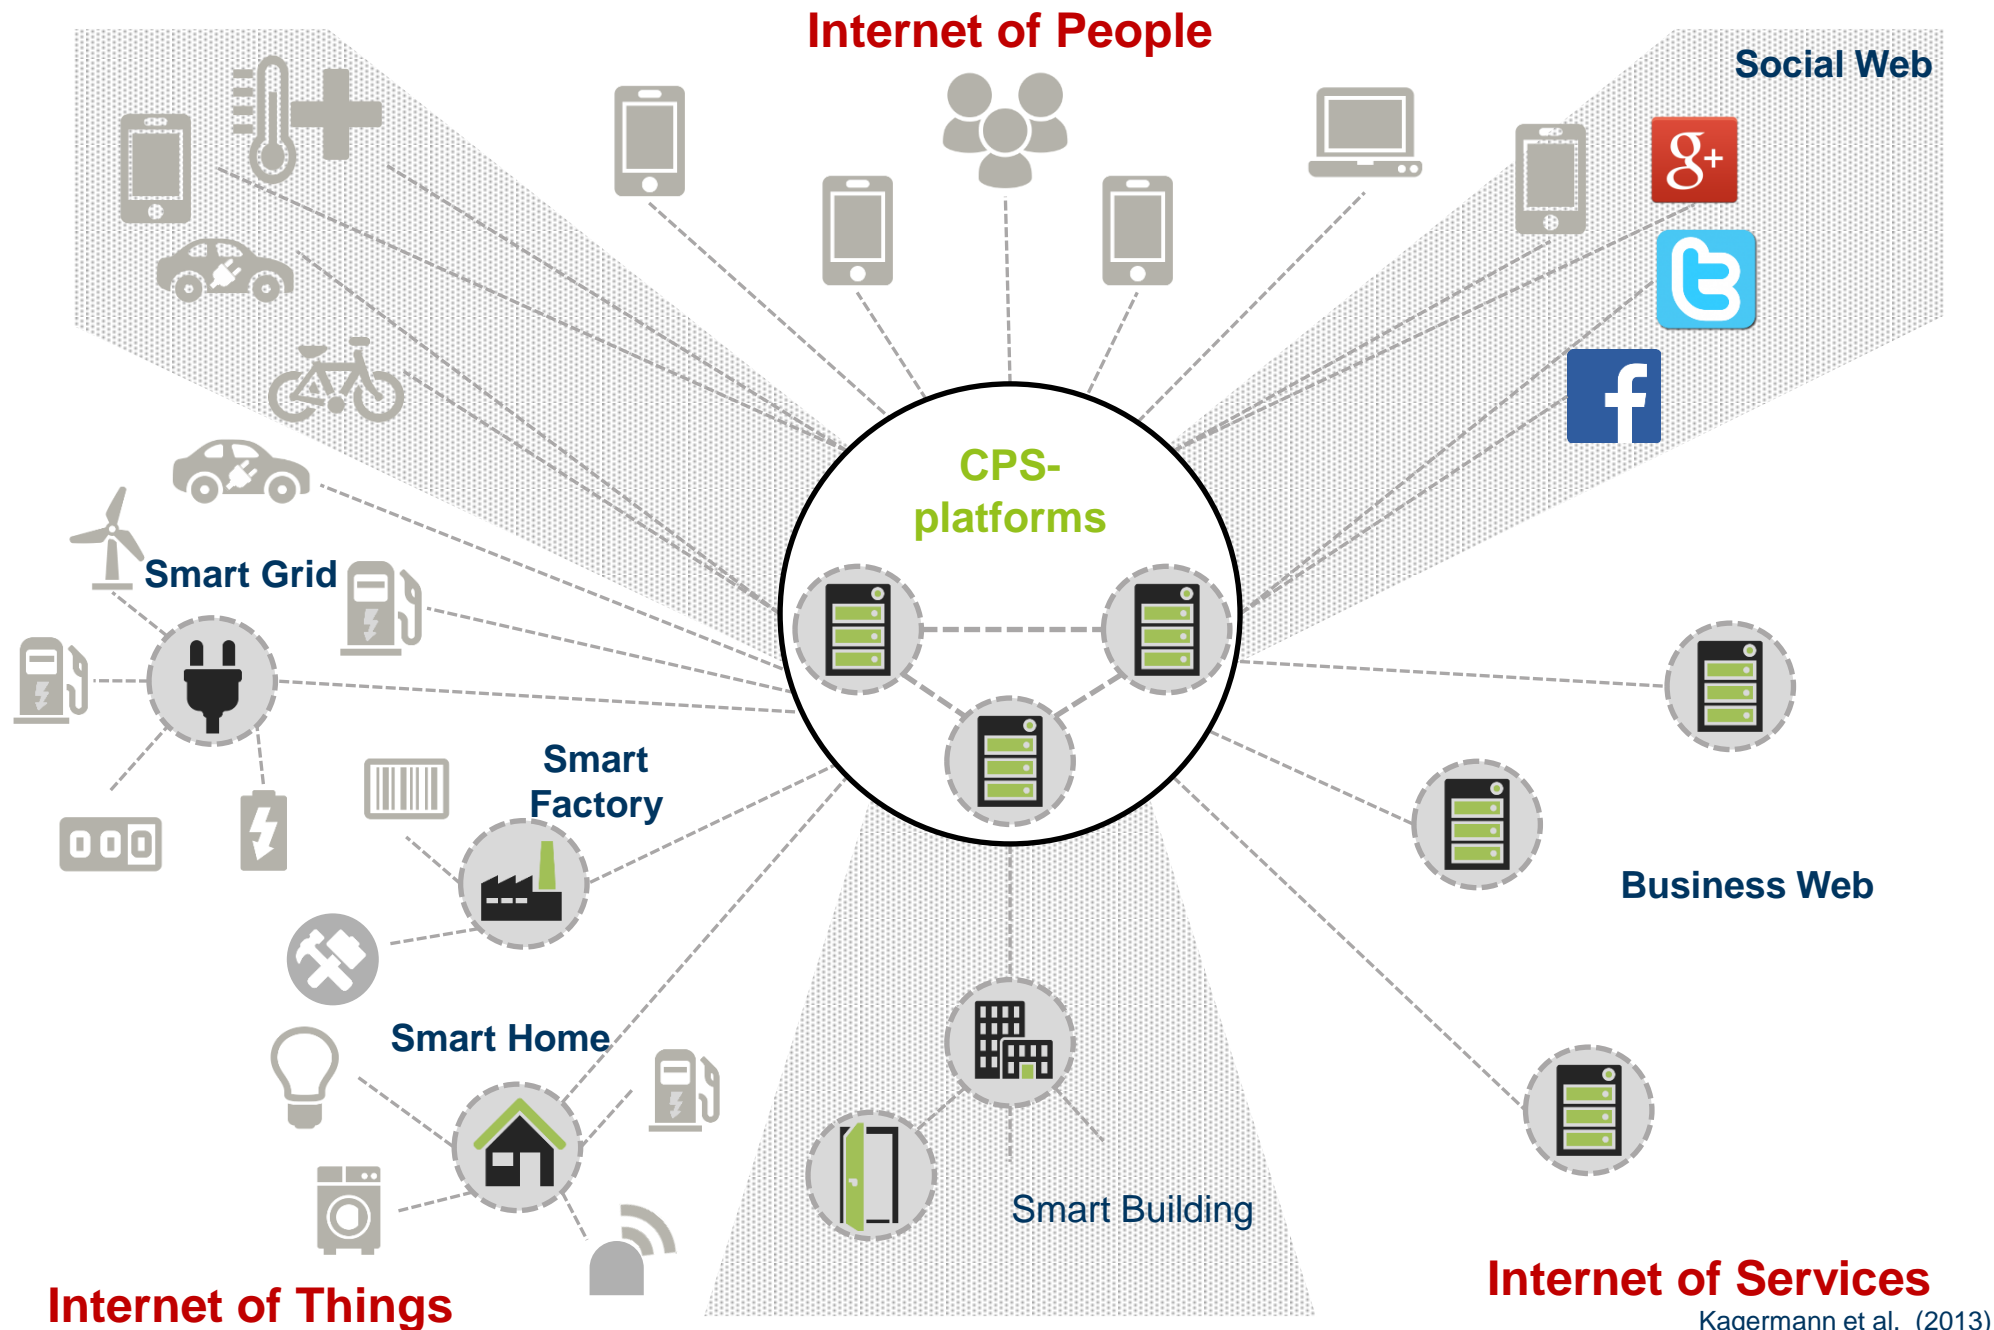 Internet of People
Social Web
g+
CPS-
platforms
Smart Grid
Smart
Factory
000
Business Web
Smart Home
Smart Building
Internet of Services
Internet of Things
Kagermann et al. (2013)